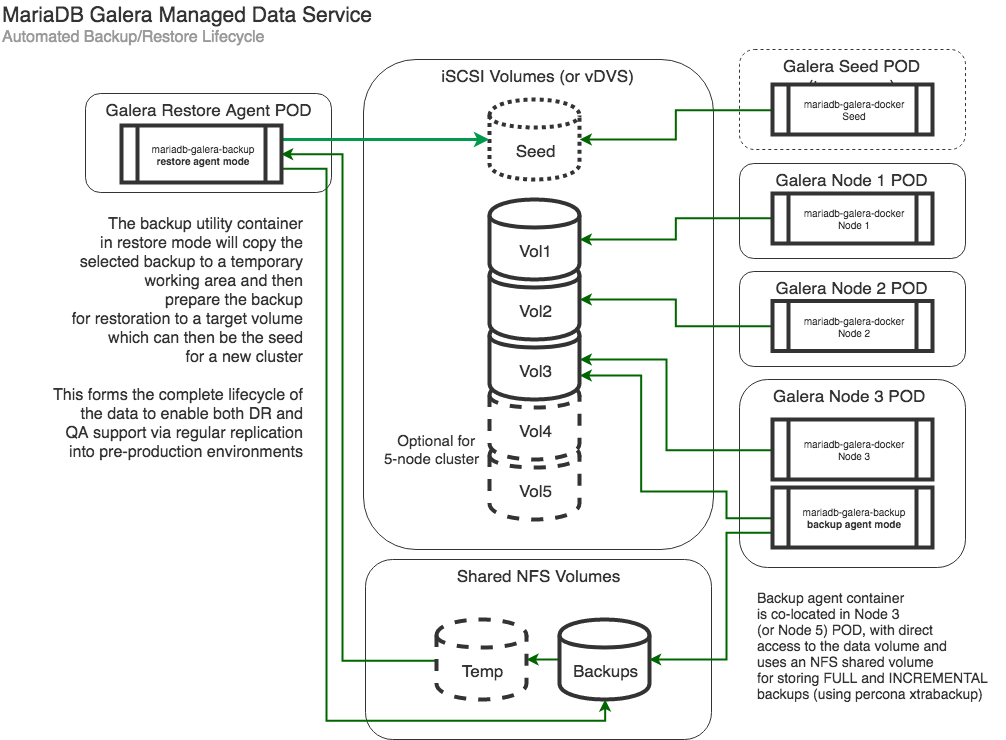 MariaDB Galera Managed Data Service
Automated Backup/Restore Lifecycle
Galera Restore Agent POD
mariadb-galera-backup
restore agent mode
The backup utility container
in restore mode will copy the
selected backup to a temporary
working area and then
prepare the backup
for restoration to a target volume
which can then be the seed
for a new cluster
This forms the complete lifecycle of
the data to enable both DR and
QA support via regular replication
into pre-production environments
iSCSI Volumes (or vDVS)
Seed
Vol1
Vol2
Vol3
Vol4
Vol5
Optional for
5-node cluster
Galera Seed POD
mariadb-galera-docker
Seed
Galera Node 1 POD
mariadb-galera-docker
Node 1
Galera Node 2 POD
mariadb-galera-docker
Node 2
Galera Node 3 POD
mariadb-galera-docker
Node 3
mariadb-galera-backup
backup agent mode
Shared NFS Volumes
Temp
Backups
Backup agent container
is co-located in Node 3
(or Node 5) POD, with direct
access to the data volume and
uses an NFS shared volume
for storing FULL and INCREMENTAL
backups (using percona xtrabackup)